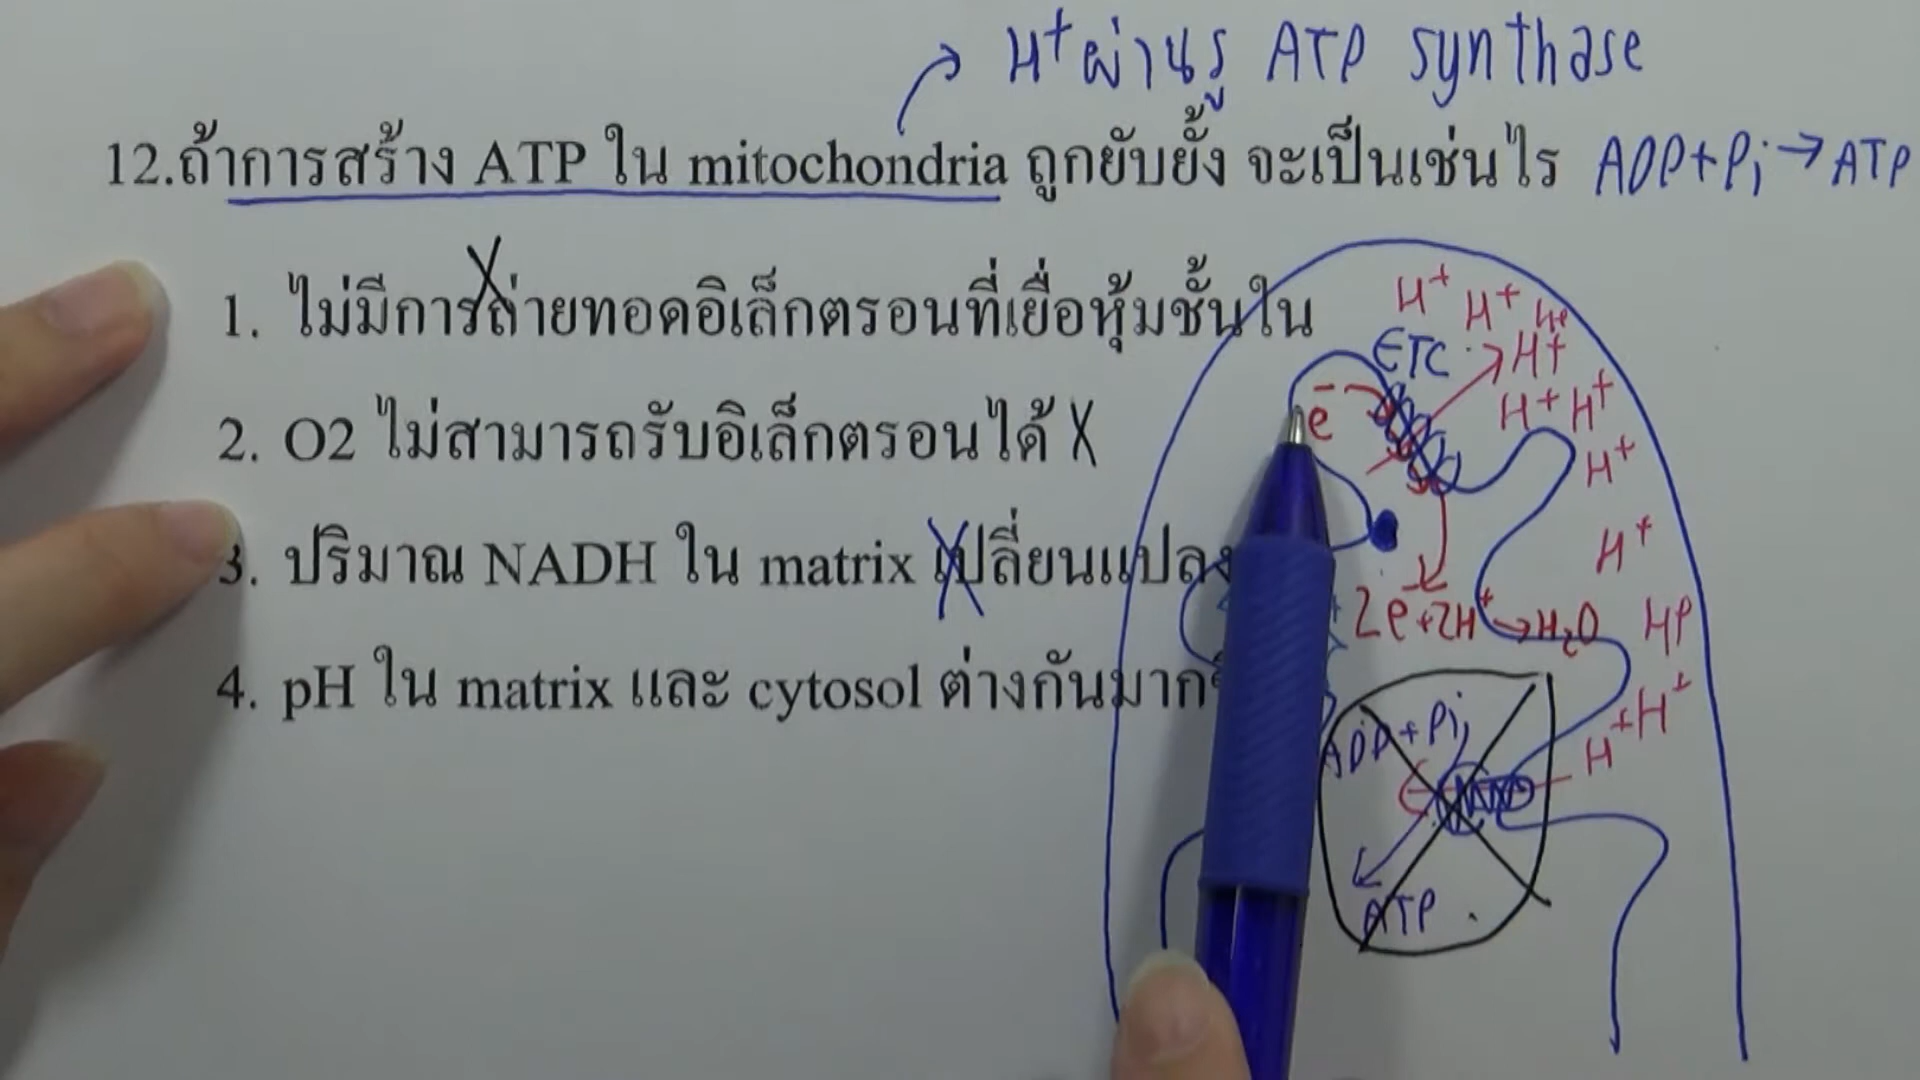 H⁺ผ่านรู ATP synthase
12.ถ้าการสร้าง ATP ใน mitochondria ถูกยับยั้ง จะเป็นเช่นไร ADP+Pi→ATP
1. ไม่มีการถ่ายทอดอิเล็กตรอนที่เยื่อหุ้มชั้นใน
2. O2 ไม่สามารถรับอิเล็กตรอนได้ X
3. ปริมาณ NADH ใน matrix เปลี่ยนแปลง
4. pH ใน matrix และ cytosol ต่างกันมาก
H⁺ H⁺
ETC → H⁺
e⁻ H⁺ H⁺
H⁺
H⁺
2e+2H⁺ → H₂O
H⁺ H⁺
ADP+Pi
ATP